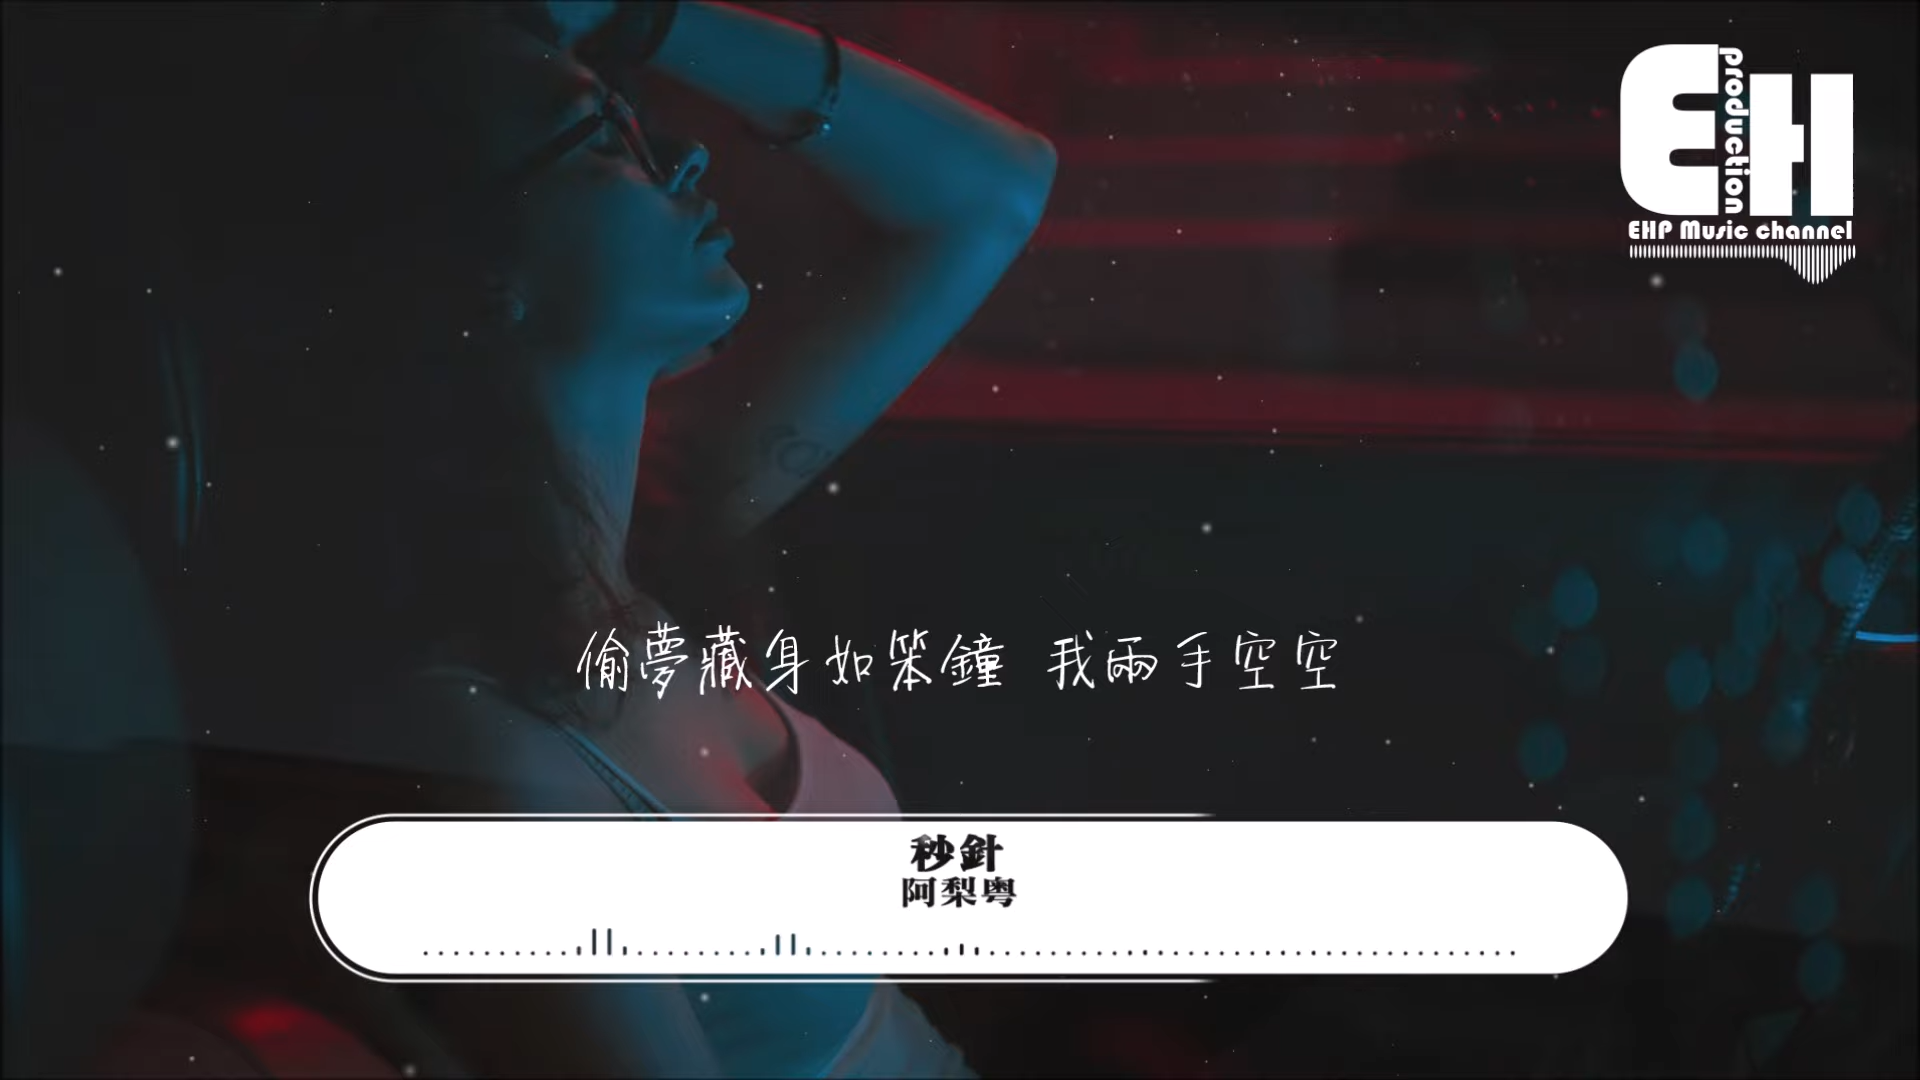 EH
production
EHP Music channel
偷夢藏身如笨鐘 我兩手空空
秒針
阿梨粵